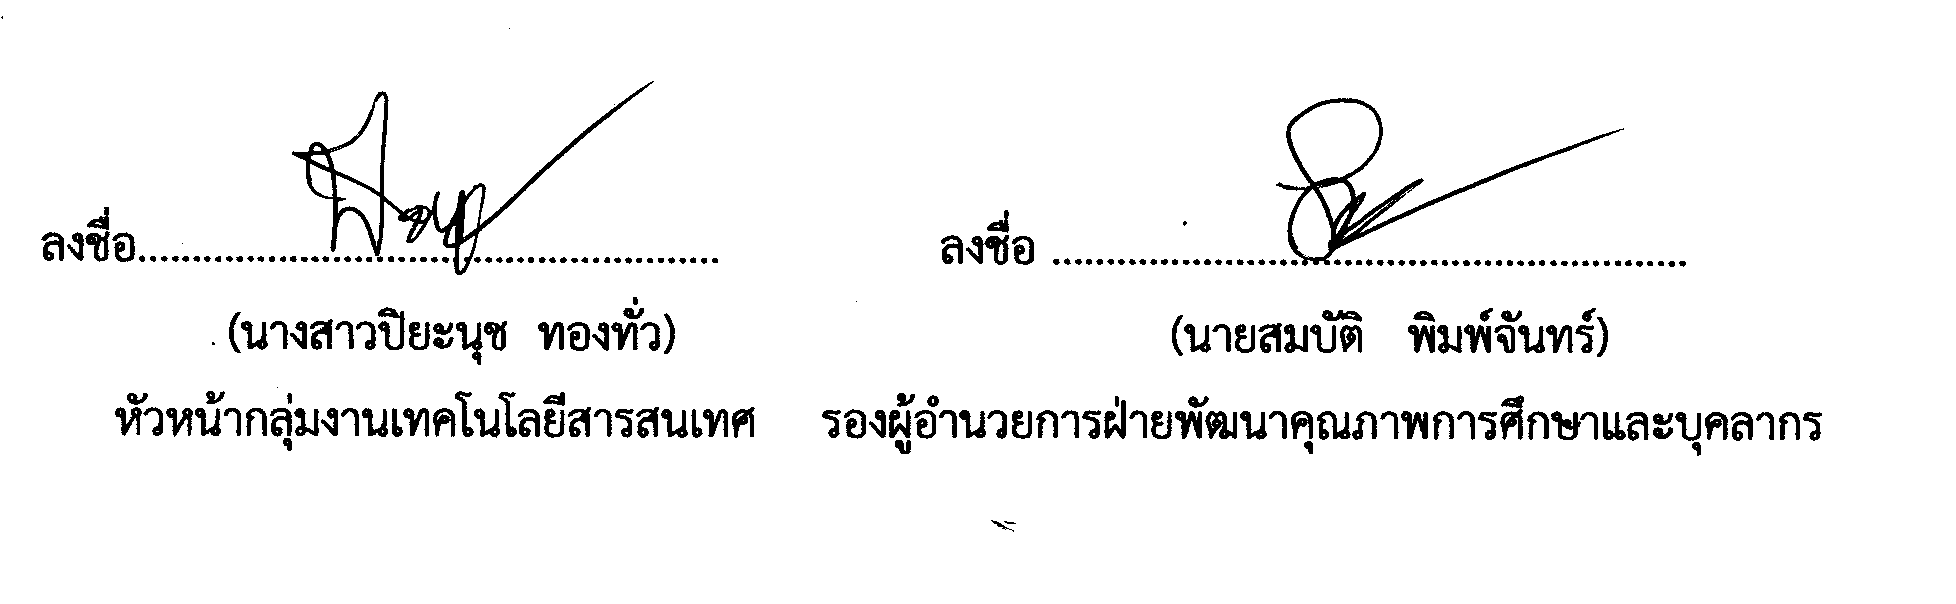 ลงชื่อ.................................................... ลงชื่อ .........................................................
(นางสาวปิยะนุช ทองทั่ว) (นายสมบัติ พิมพ์จันทร์)
หัวหน้ากลุ่มงานเทคโนโลยีสารสนเทศ รองผู้อำนวยการฝ่ายพัฒนาคุณภาพการศึกษาและบุคลากร